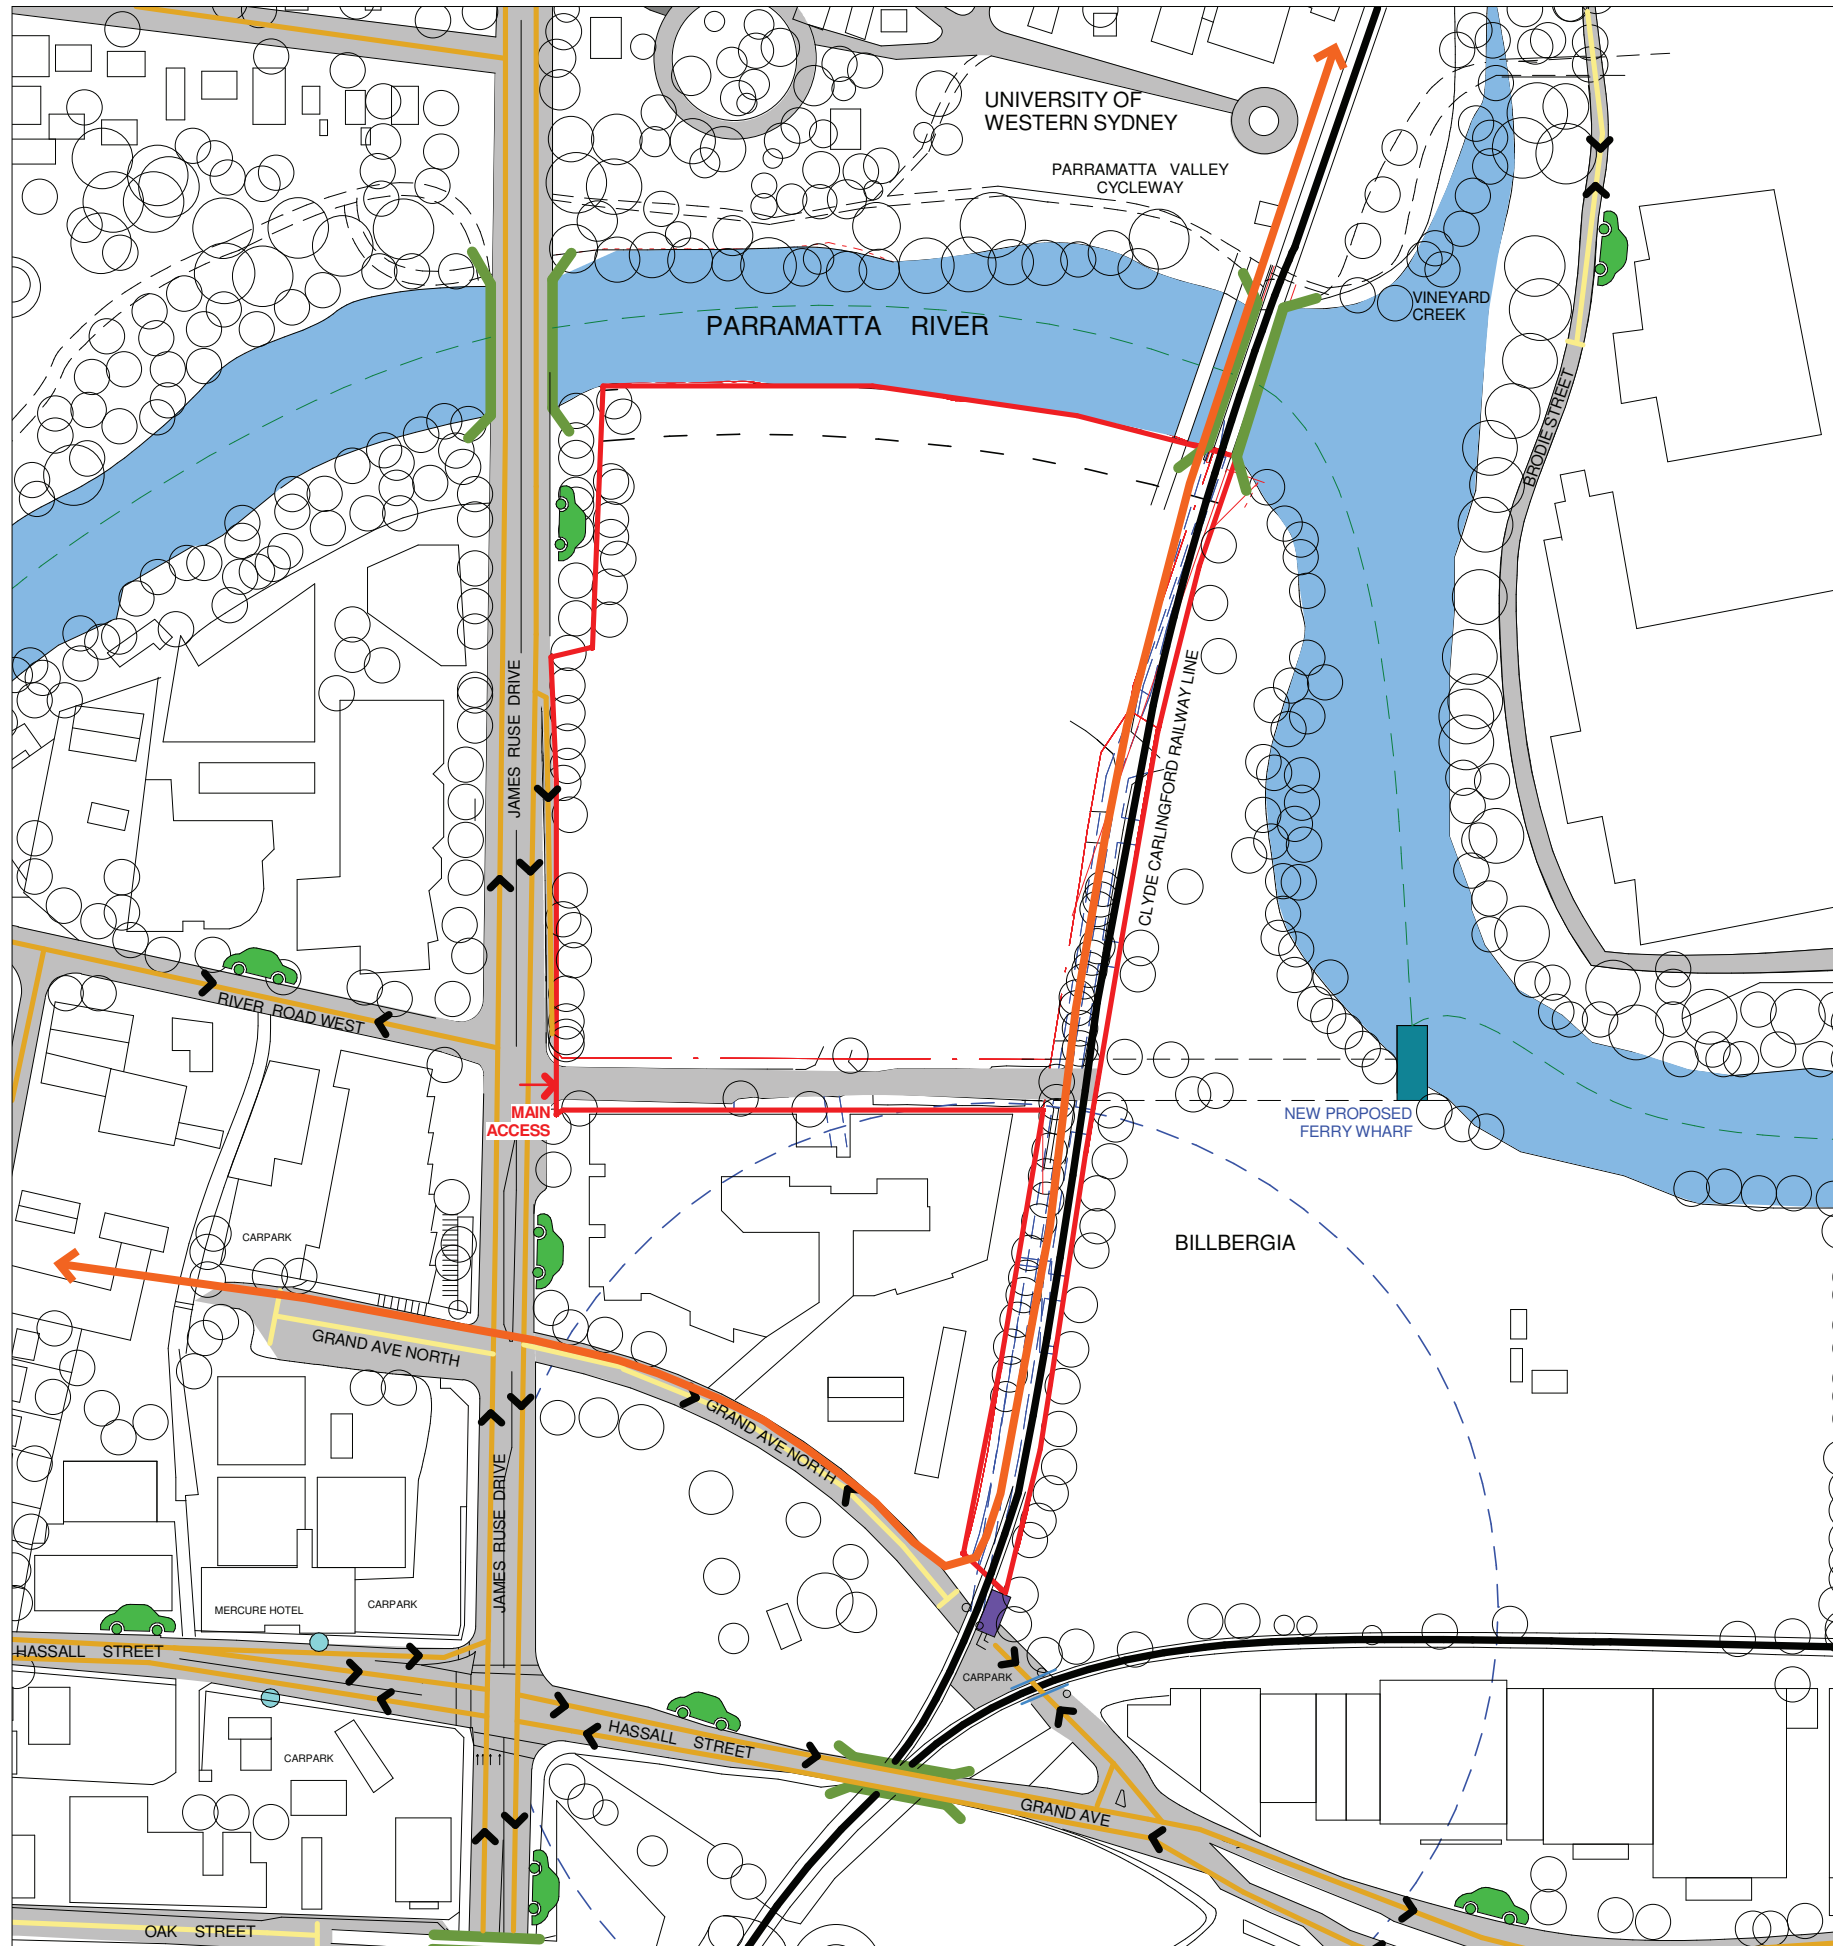 UNIVERSITY OF
WESTERN SYDNEY
PARRAMATTA VALLEY
CYCLEWAY
PARRAMATTA RIVER
VINEYARD
CREEK
BRODIE STREET
JAMES RUSE DRIVE
CLYDE CARLINGFORD RAILWAY LINE
RIVER ROAD WEST
MAIN
ACCESS
NEW PROPOSED
FERRY WHARF
CARPARK
BILLBERGIA
GRAND AVE NORTH
GRAND AVE NORTH
JAMES RUSE DRIVE
MERCURE HOTEL
CARPARK
HASSALL STREET
CARPARK
HASSALL STREET
CARPARK
GRAND AVE
OAK STREET